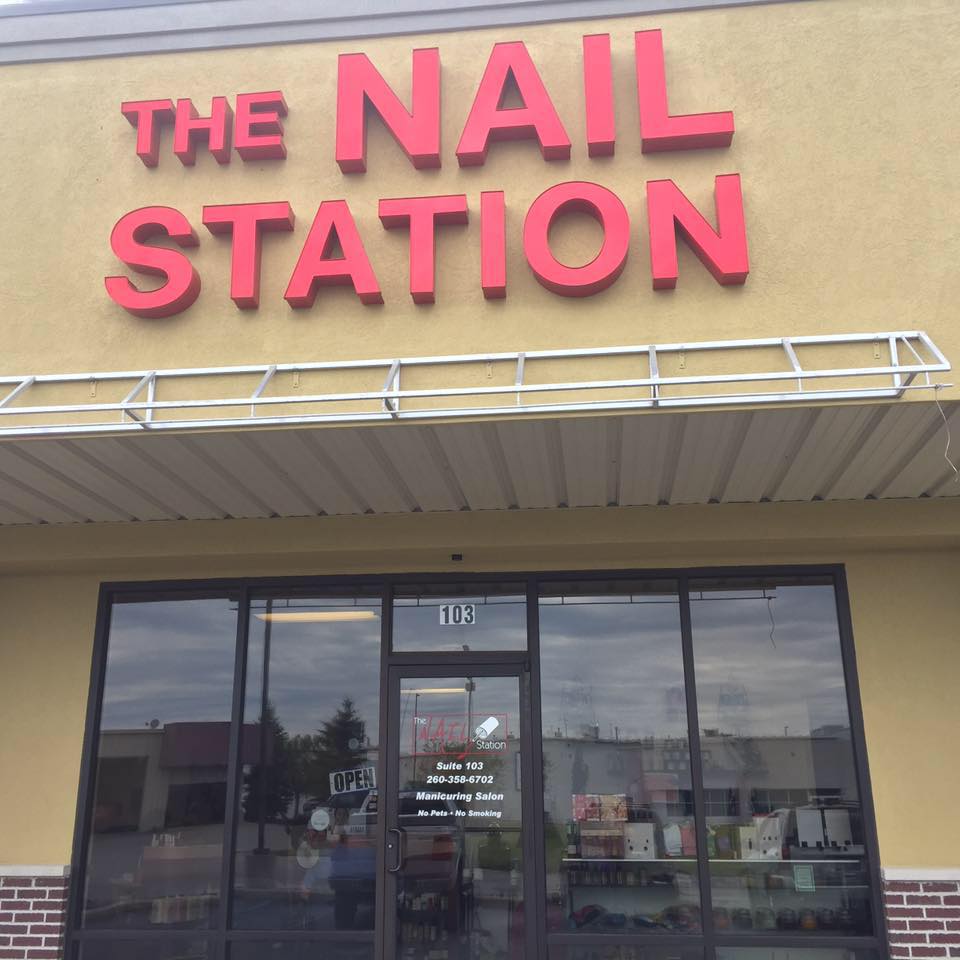 THE NAIL
STATION
103
The
NAIL
Station
Suite 103
260-358-6702
Manicuring Salon
No Pets • No Smoking
OPEN